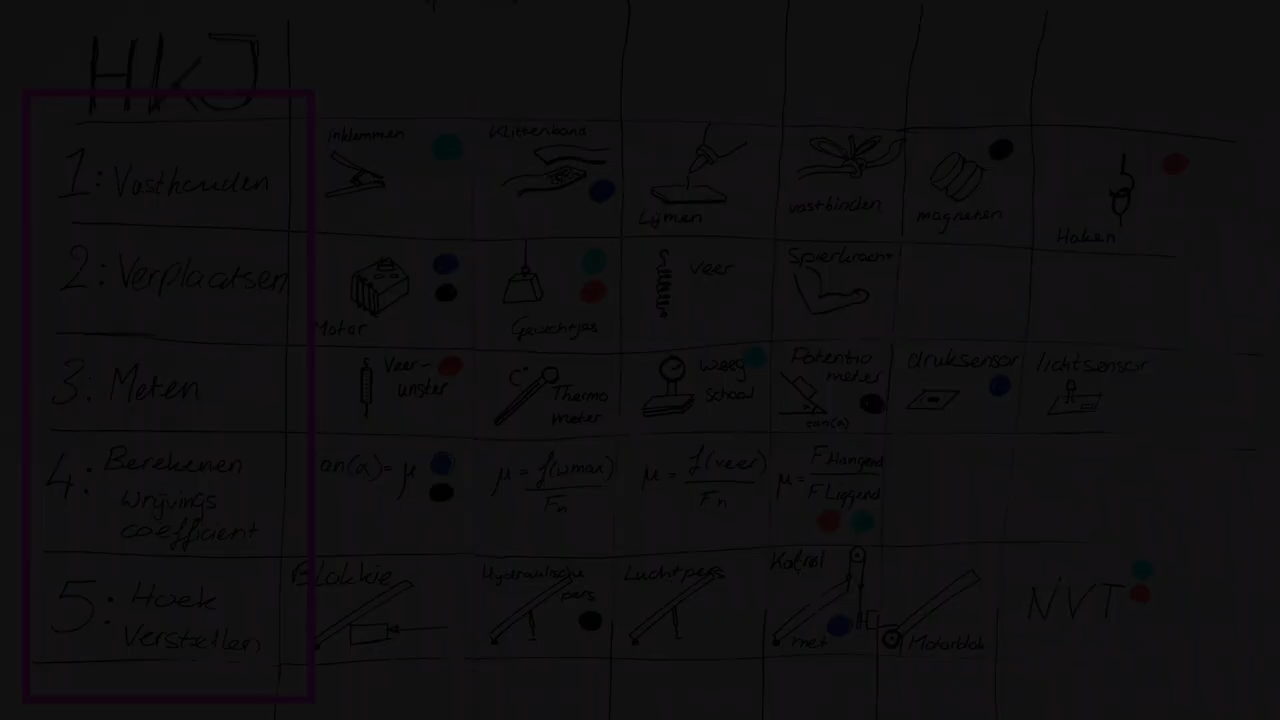 HKJ
1: Vasthouden
inklemmen
Klittenband
Lijmen
vastbinden
magneten
Haken
2: Verplaatsen
Motor
Gewichtjes
veer
Spierkracht
3: Meten
Veer-
unster
C°
Thermo
meter
weeg
schaal
Potentio
meter
tan(α)
druksensor
lichtsensor
4: Berekenen
wrijvings
coefficient
tan(α) = μ
μ = f(wmax)
Fn
μ = f(veer)
Fn
μ = F Hangend
F Liggend
5: Hoek
Verstellen
Blokkie
Hydraulische
pers
Luchtpers
Katrol
met
Motorblok
NVT